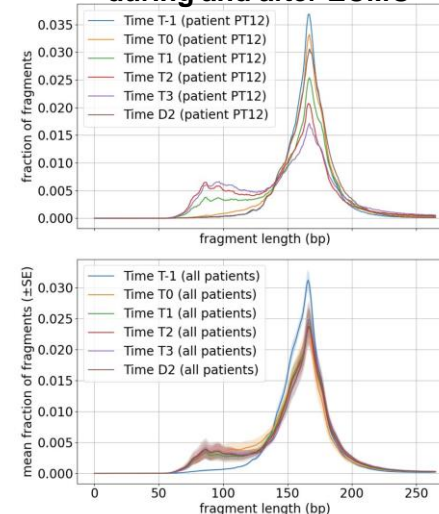 during and after ECMO
0.035
0.030
0.025
0.020
0.015
0.010
0.005
0.000
fraction of fragments
Time T-1 (patient PT12)
Time T0 (patient PT12)
Time T1 (patient PT12)
Time T2 (patient PT12)
Time T3 (patient PT12)
Time D2 (patient PT12)
fragment length (bp)
0.030
0.025
0.020
0.015
0.010
0.005
0.000
mean fraction of fragments (±SE)
Time T-1 (all patients)
Time T0 (all patients)
Time T1 (all patients)
Time T2 (all patients)
Time T3 (all patients)
Time D2 (all patients)
0 50 100 150 200 250
fragment length (bp)